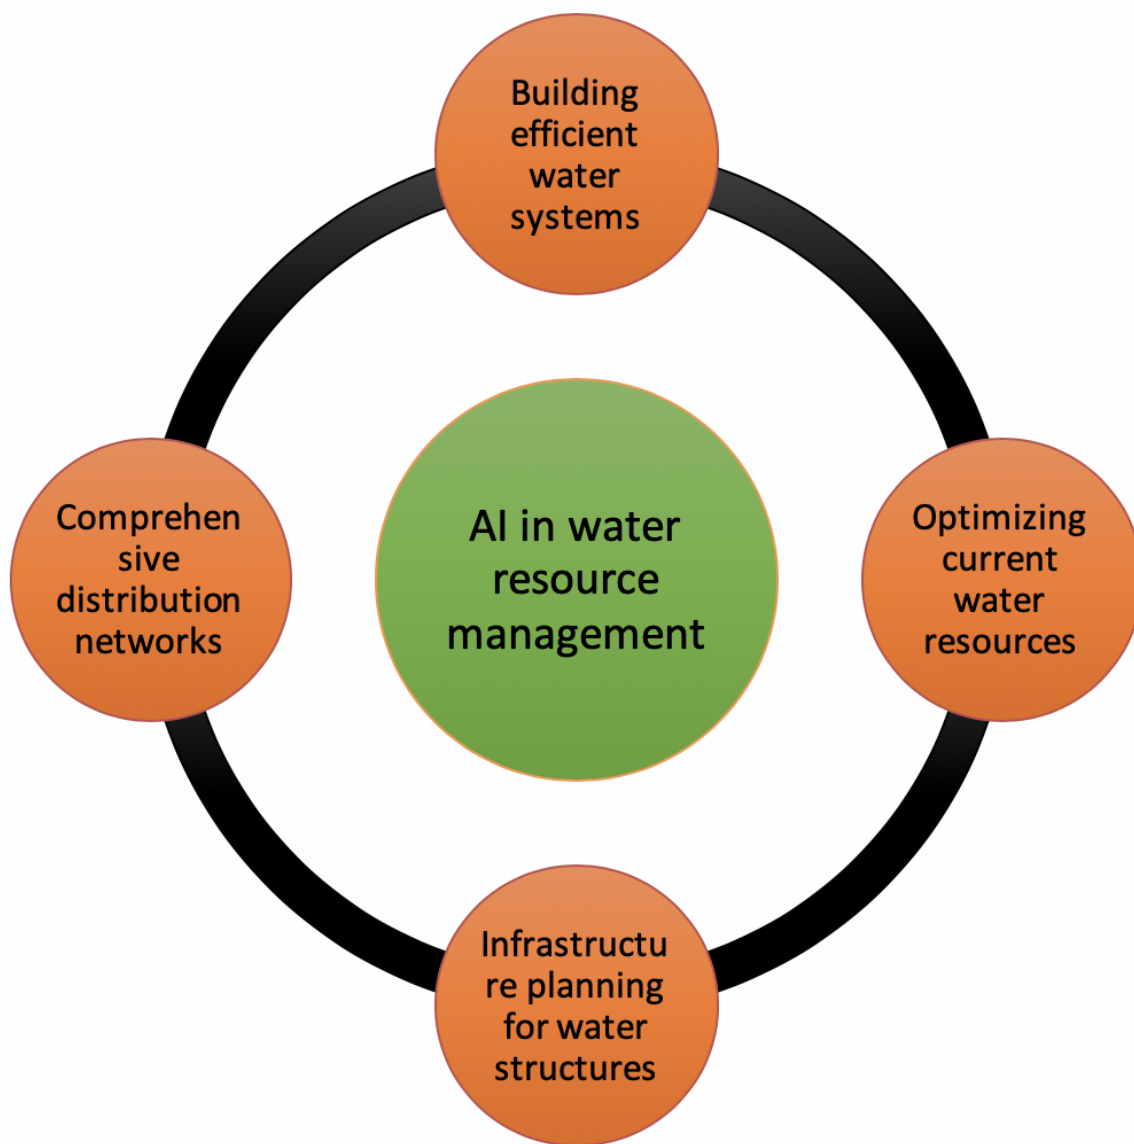 Building
efficient
water
systems
Comprehen
sive
distribution
networks
AI in water
resource
management
Optimizing
current
water
resources
Infrastructu
re planning
for water
structures